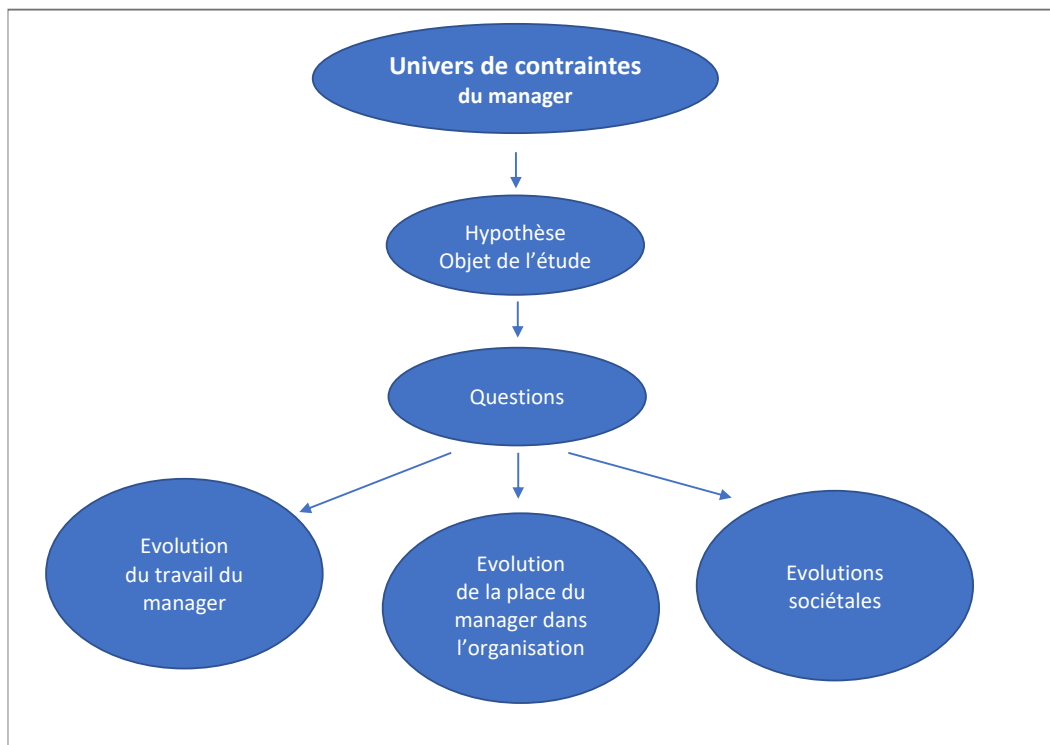 Univers de contraintes
du manager
Hypothèse
Objet de l’étude
Questions
Evolution
du travail du
manager
Evolution
de la place du
manager dans
l’organisation
Evolutions
sociétales